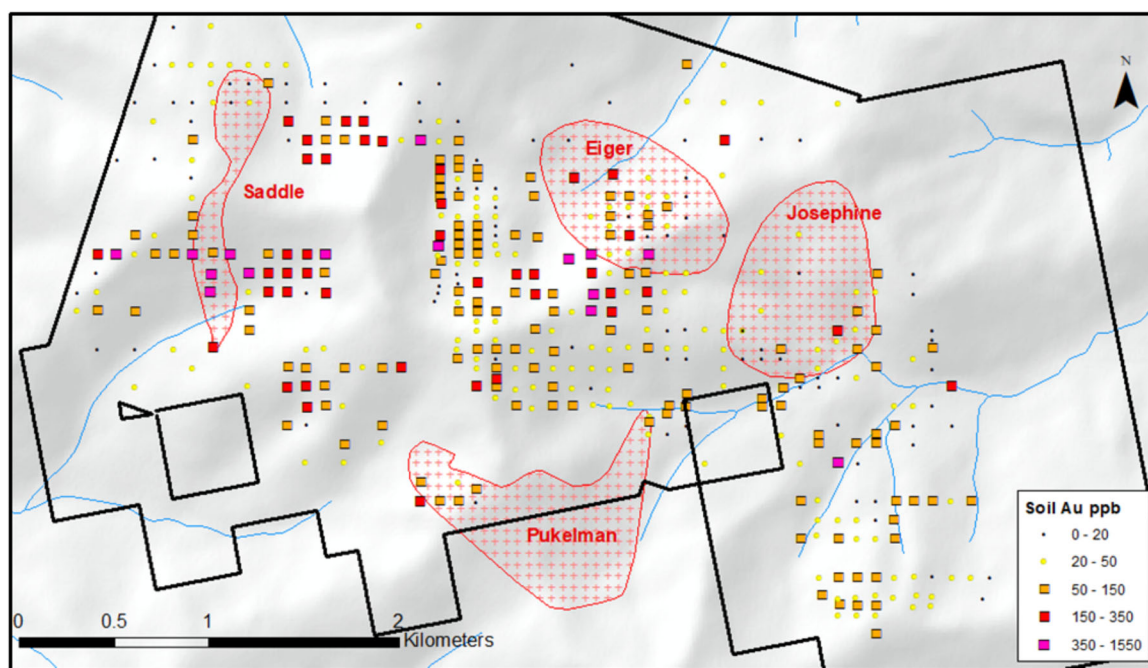 N
Eiger
Saddle
Josephine
Pukelman
Soil Au ppb
0 - 20
20 - 50
50 - 150
150 - 350
350 - 1550
0 0.5 1 2
Kilometers